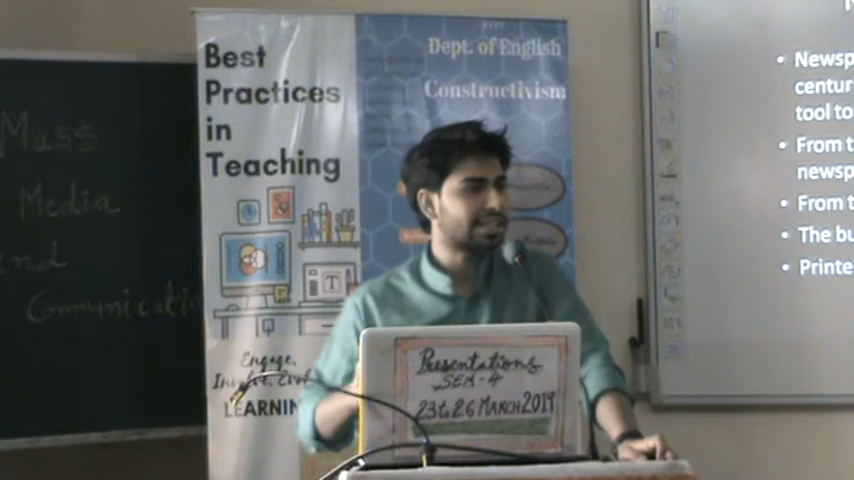 Mass
Media
and
Communication
Best
Practices
in
Teaching
Engage,
LEARNIN
Dept. of English
Constructivism
Presentations
SEM-4
23 to 26 MARCH 2019
• Newsp
centur
tool to
• From t
newsp
• From t
• The bu
• Printe